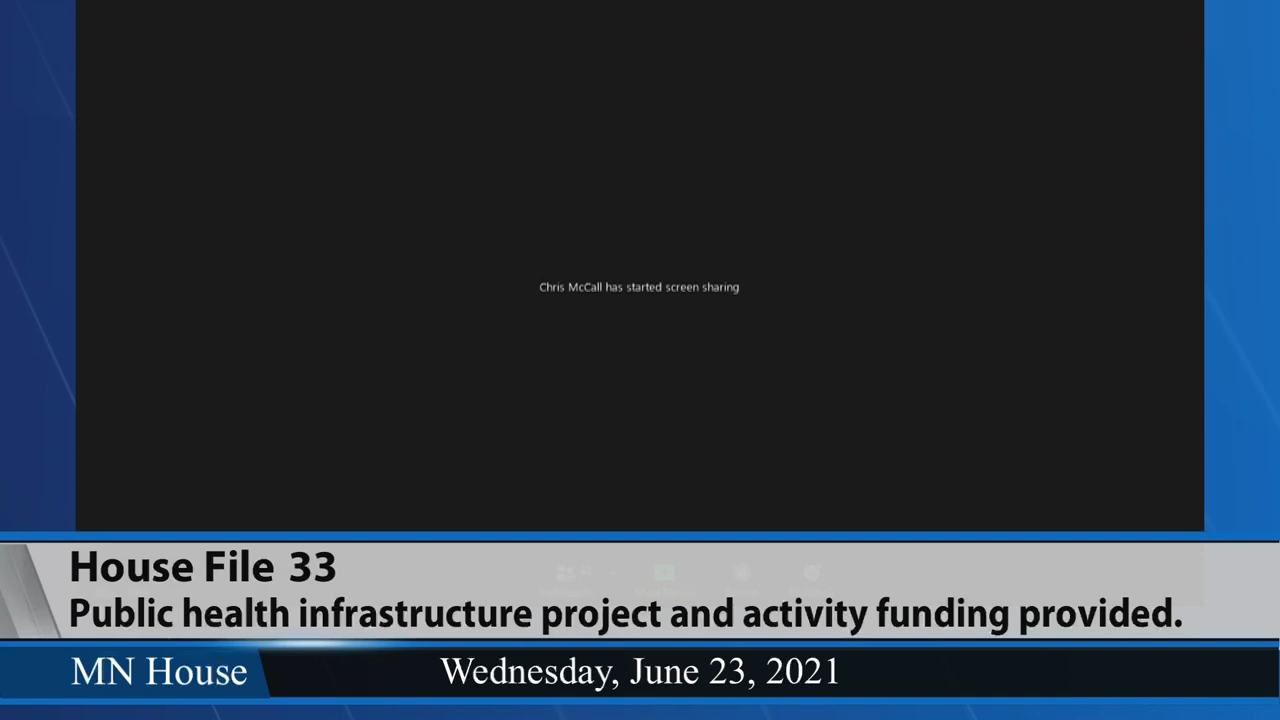 Chris McCall has started screen sharing
House File 33
Public health infrastructure project and activity funding provided.
MN House
Wednesday, June 23, 2021